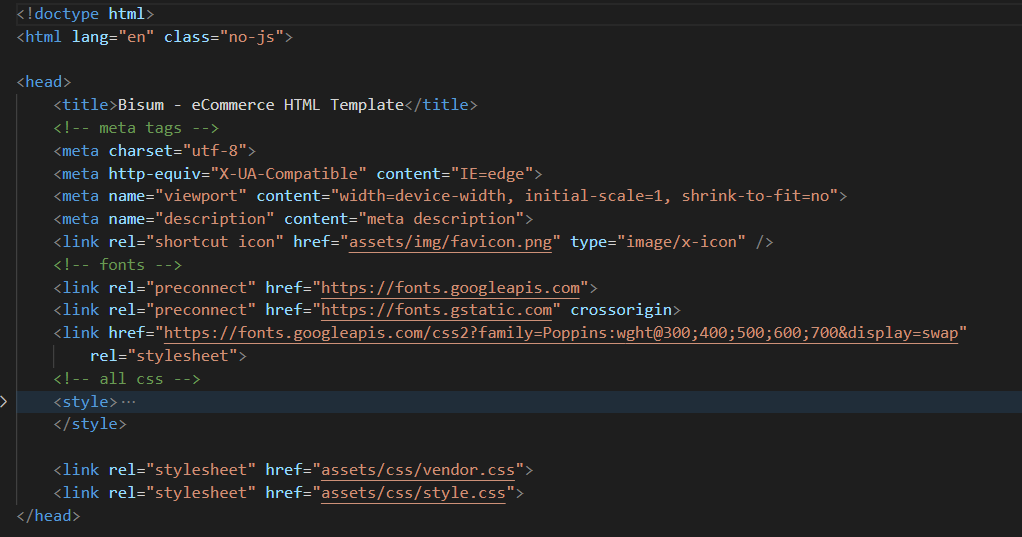 <!doctype html>
<html lang="en" class="no-js">
<head>
<title>Bisum - eCommerce HTML Template</title>
<!-- meta tags -->
<meta charset="utf-8">
<meta http-equiv="X-UA-Compatible" content="IE=edge">
<meta name="viewport" content="width=device-width, initial-scale=1, shrink-to-fit=no">
<meta name="description" content="meta description">
<link rel="shortcut icon" href="assets/img/favicon.png" type="image/x-icon" />
<!-- fonts -->
<link rel="preconnect" href="https://fonts.googleapis.com">
<link rel="preconnect" href="https://fonts.gstatic.com" crossorigin>
<link href="https://fonts.googleapis.com/css2?family=Poppins:wght@300;400;500;600;700&display=swap"
rel="stylesheet">
<!-- all css -->
<style>···
</style>
<link rel="stylesheet" href="assets/css/vendor.css">
<link rel="stylesheet" href="assets/css/style.css">
</head>